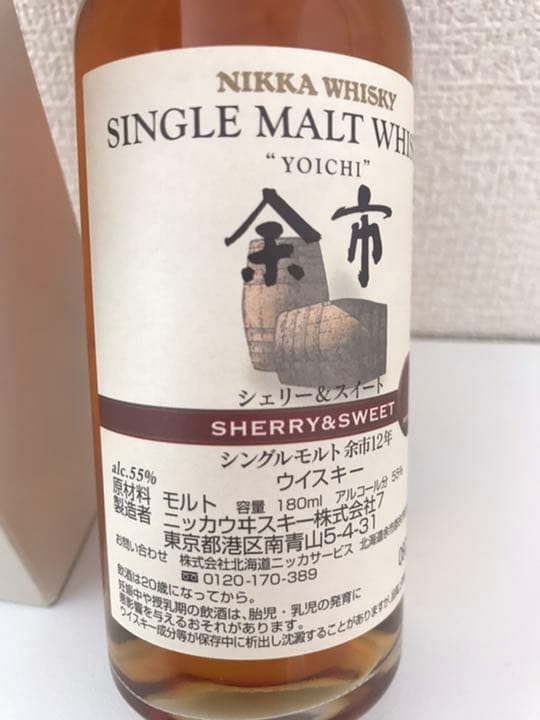 NIKKA WHISKY
SINGLE MALT
"YOICHI"
余市
シェリー&スイート
SHERRY&SWEET
シングルモルト余市12年
ウイスキー
alc.55%
原材料 モルト 容量 180ml アルコール分 55%
製造者 ニッカウヰスキー株式会社7
東京都港区南青山5-4-31
お問い合わせ 株式会社北海道ニッカサービス
0120-170-389
飲酒は20歳になってから。
妊娠中や授乳期の飲酒は、胎児・乳児の発育に
悪影響を与えるおそれがあります。
ウイスキー成分等が保存中に析出し沈澱することがありますが、